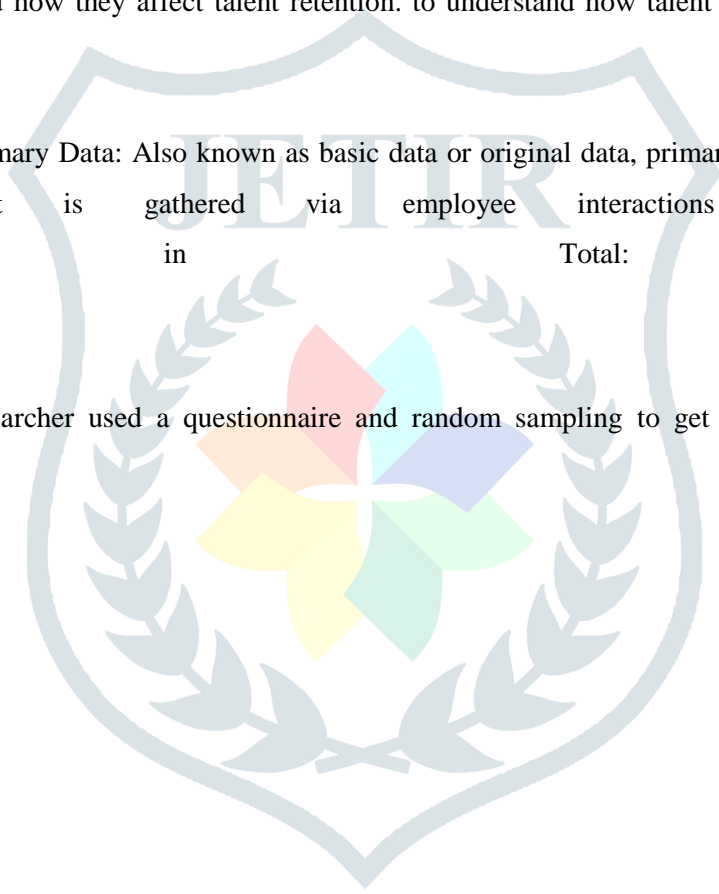 how they affect talent retention. to understand how talent
mary Data: Also known as basic data or original data, primar
is gathered via employee interactions
in Total:
JETIR
archer used a questionnaire and random sampling to get